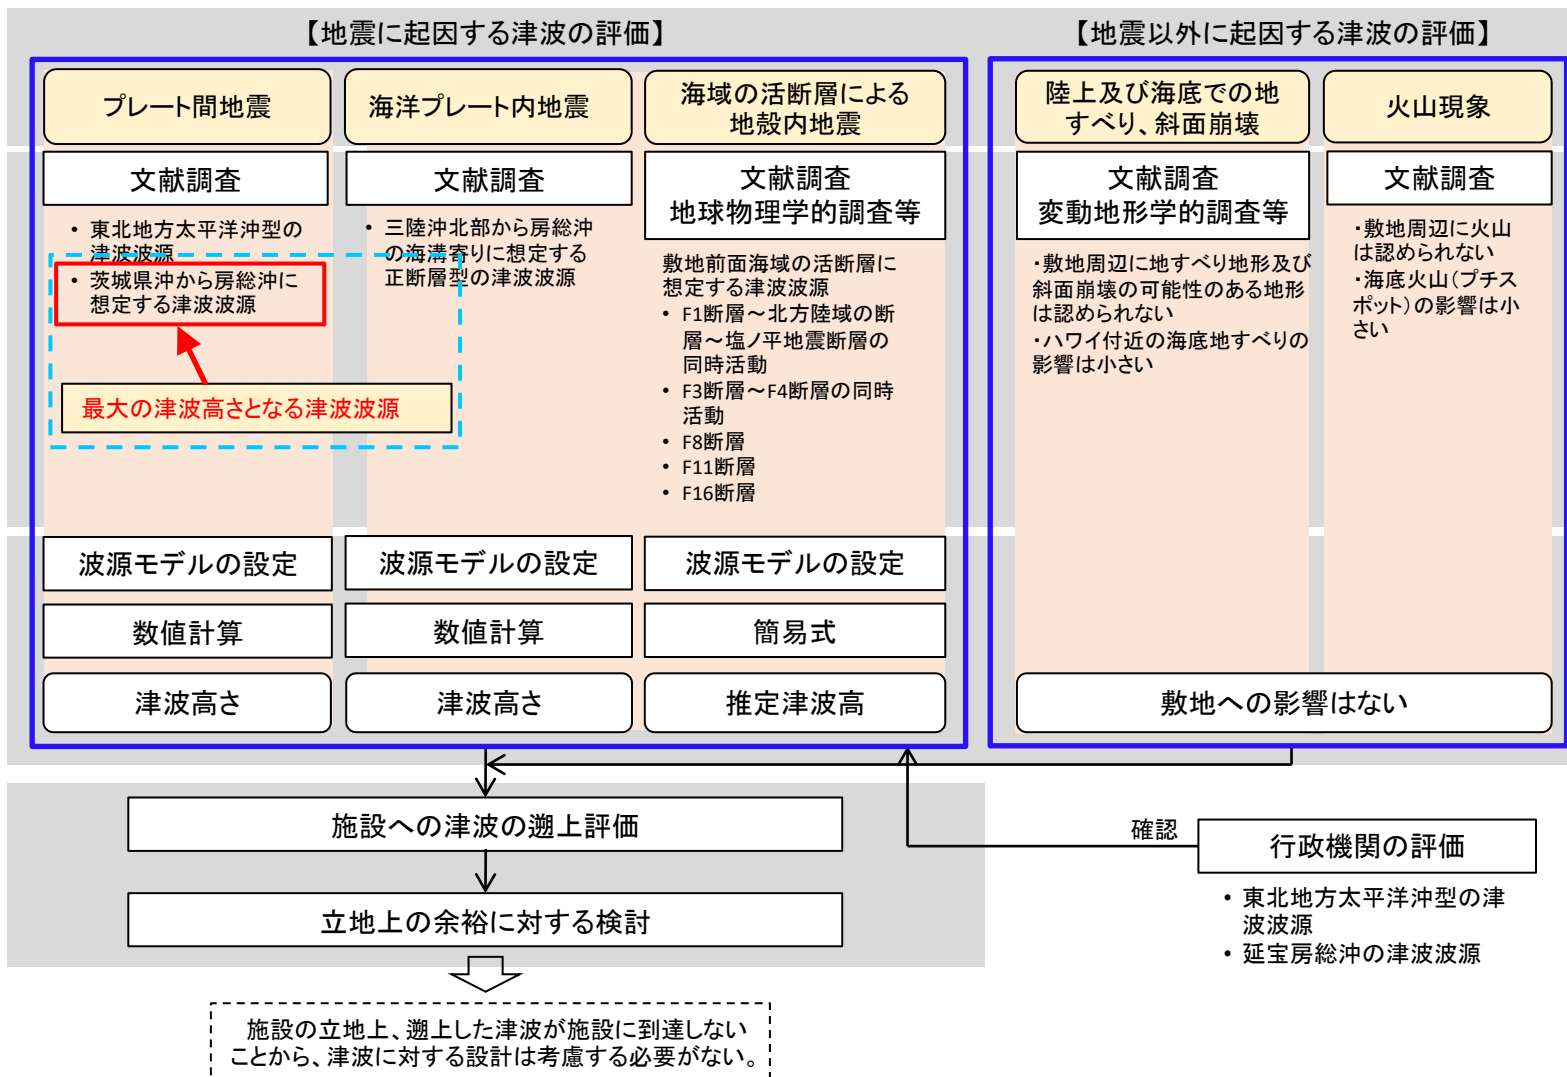 【地震に起因する津波の評価】
プレート間地震
文献調査
• 東北地方太平洋沖型の
津波波源
• 茨城県沖から房総沖に
想定する津波波源
最大の津波高さとなる津波波源
波源モデルの設定
数値計算
津波高さ
海洋プレート内地震
文献調査
• 三陸沖北部から房総沖
の海溝寄りに想定する
正断層型の津波波源
波源モデルの設定
数値計算
津波高さ
海域の活断層による
地殻内地震
文献調査
地球物理学的調査等
敷地前面海域の活断層に
想定する津波波源
• F1断層～北方陸域の断
層～塩ノ平地震断層の
同時活動
• F3断層～F4断層の同時
活動
• F8断層
• F11断層
• F16断層
波源モデルの設定
簡易式
推定津波高
【地震以外に起因する津波の評価】
陸上及び海底での地
すべり、斜面崩壊
文献調査
変動地形学的調査等
・敷地周辺に地すべり地形及び
斜面崩壊の可能性のある地形
は認められない
・ハワイ付近の海底地すべりの
影響は小さい
火山現象
文献調査
・敷地周辺に火山
は認められない
・海底火山（プチス
ポット）の影響は小
さい
敷地への影響はない
施設への津波の遡上評価
立地上の余裕に対する検討
確認
行政機関の評価
• 東北地方太平洋沖型の津
波波源
• 延宝房総沖の津波波源
施設の立地上、遡上した津波が施設に到達しない
ことから、津波に対する設計は考慮する必要がない。